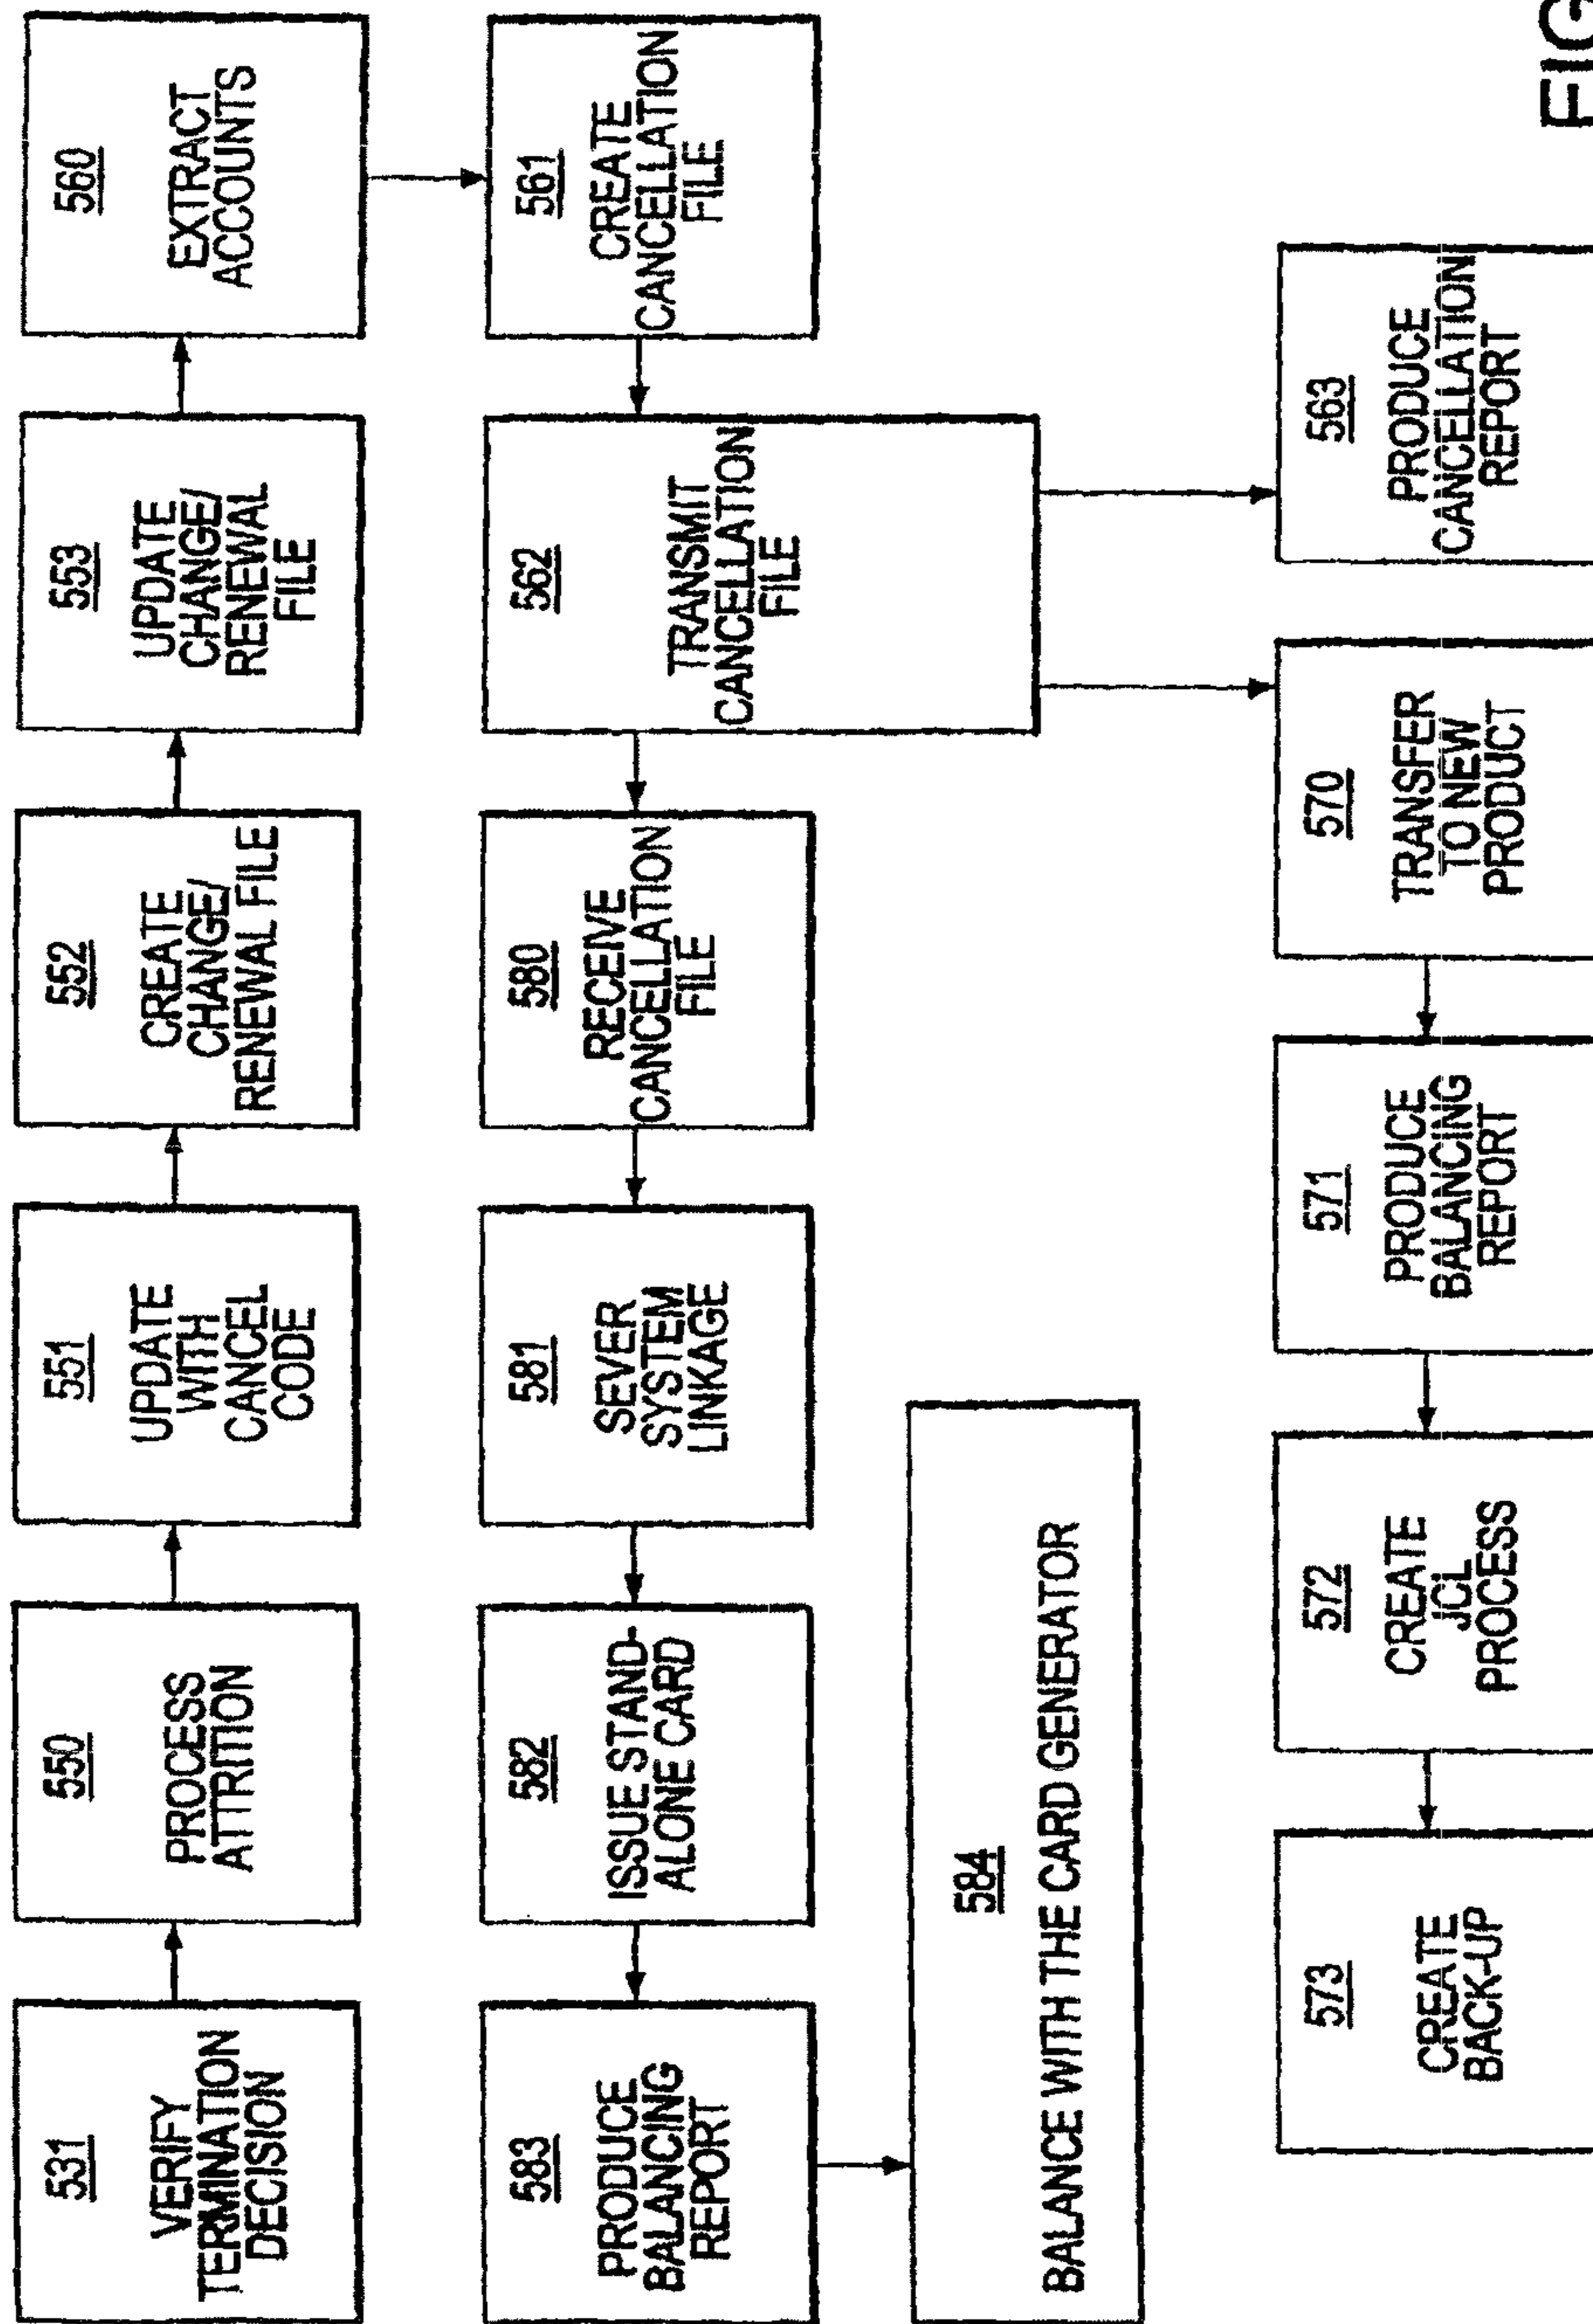 531
VERIFY
TERMINATION
DECISION
550
PROCESS
ATTRITION
551
UPDATE
WITH
CANCEL
CODE
552
CREATE
CHANGE/
RENEWAL FILE
553
UPDATE
CHANGE/
RENEWAL
FILE
560
EXTRACT
ACCOUNTS
561
CREATE
CANCELLATION
FILE
562
TRANSMIT
CANCELLATION
FILE
580
RECEIVE
CANCELLATION
FILE
581
SEVER
SYSTEM
LINKAGE
582
ISSUE STAND-
ALONE CARD
583
PRODUCE
BALANCING
REPORT
584
BALANCE WITH THE CARD GENERATOR
563
PRODUCE
CANCELLATION
REPORT
570
TRANSFER
TO NEW
PRODUCT
571
PRODUCE
BALANCING
REPORT
572
CREATE
JCL
PROCESS
573
CREATE
BACK-UP
FIG